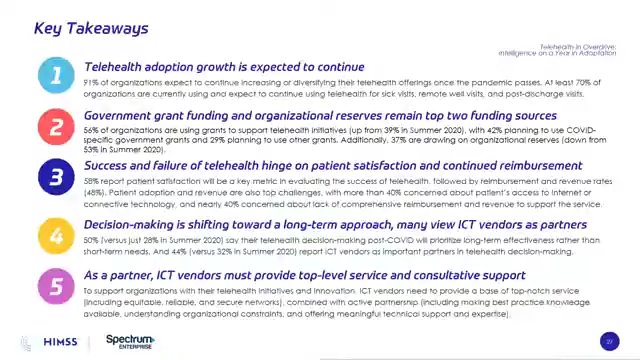 Key Takeaways
Telehealth in Overdrive:
Intelligence on a Year in Adaptation
1
Telehealth adoption growth is expected to continue
91% of organizations expect to continue increasing or diversifying their telehealth offerings once the pandemic passes. At least 70% of
organizations are currently using and expect to continue using telehealth for sick visits, remote well visits, and post-discharge visits.
2
Government grant funding and organizational reserves remain top two funding sources
56% of organizations are using grants to support telehealth initiatives (up from 39% in Summer 2020), with 42% planning to use COVID-
specific government grants and 29% planning to use other grants. Additionally, 37% are drawing on organizational reserves (down from
53% in Summer 2020).
3
Success and failure of telehealth hinge on patient satisfaction and continued reimbursement
58% report patient satisfaction will be a key metric in evaluating the success of telehealth, followed by reimbursement and revenue rates
(48%). Patient adoption and revenue are also top challenges, with more than 40% concerned about patient's access to internet or
connective technology, and nearly 40% concerned about lack of comprehensive reimbursement and revenue to support the service.
4
Decision-making is shifting toward a long-term approach, many view ICT vendors as partners
50% (versus just 28% in Summer 2020) say their telehealth decision-making post-COVID will prioritize long-term effectiveness rather than
short-term needs. And 44% (versus 32% in Summer 2020) report ICT vendors as important partners in telehealth decision-making.
5
As a partner, ICT vendors must provide top-level service and consultative support
To support organizations with their telehealth initiatives and innovation, ICT vendors need to provide a base of top-notch service
(including equitable, reliable, and secure networks), combined with active partnership (including making best practice knowledge
available, understanding organizational constraints, and offering meaningful technical support and expertise).
HIMSS
Spectrum
ENTERPRISE